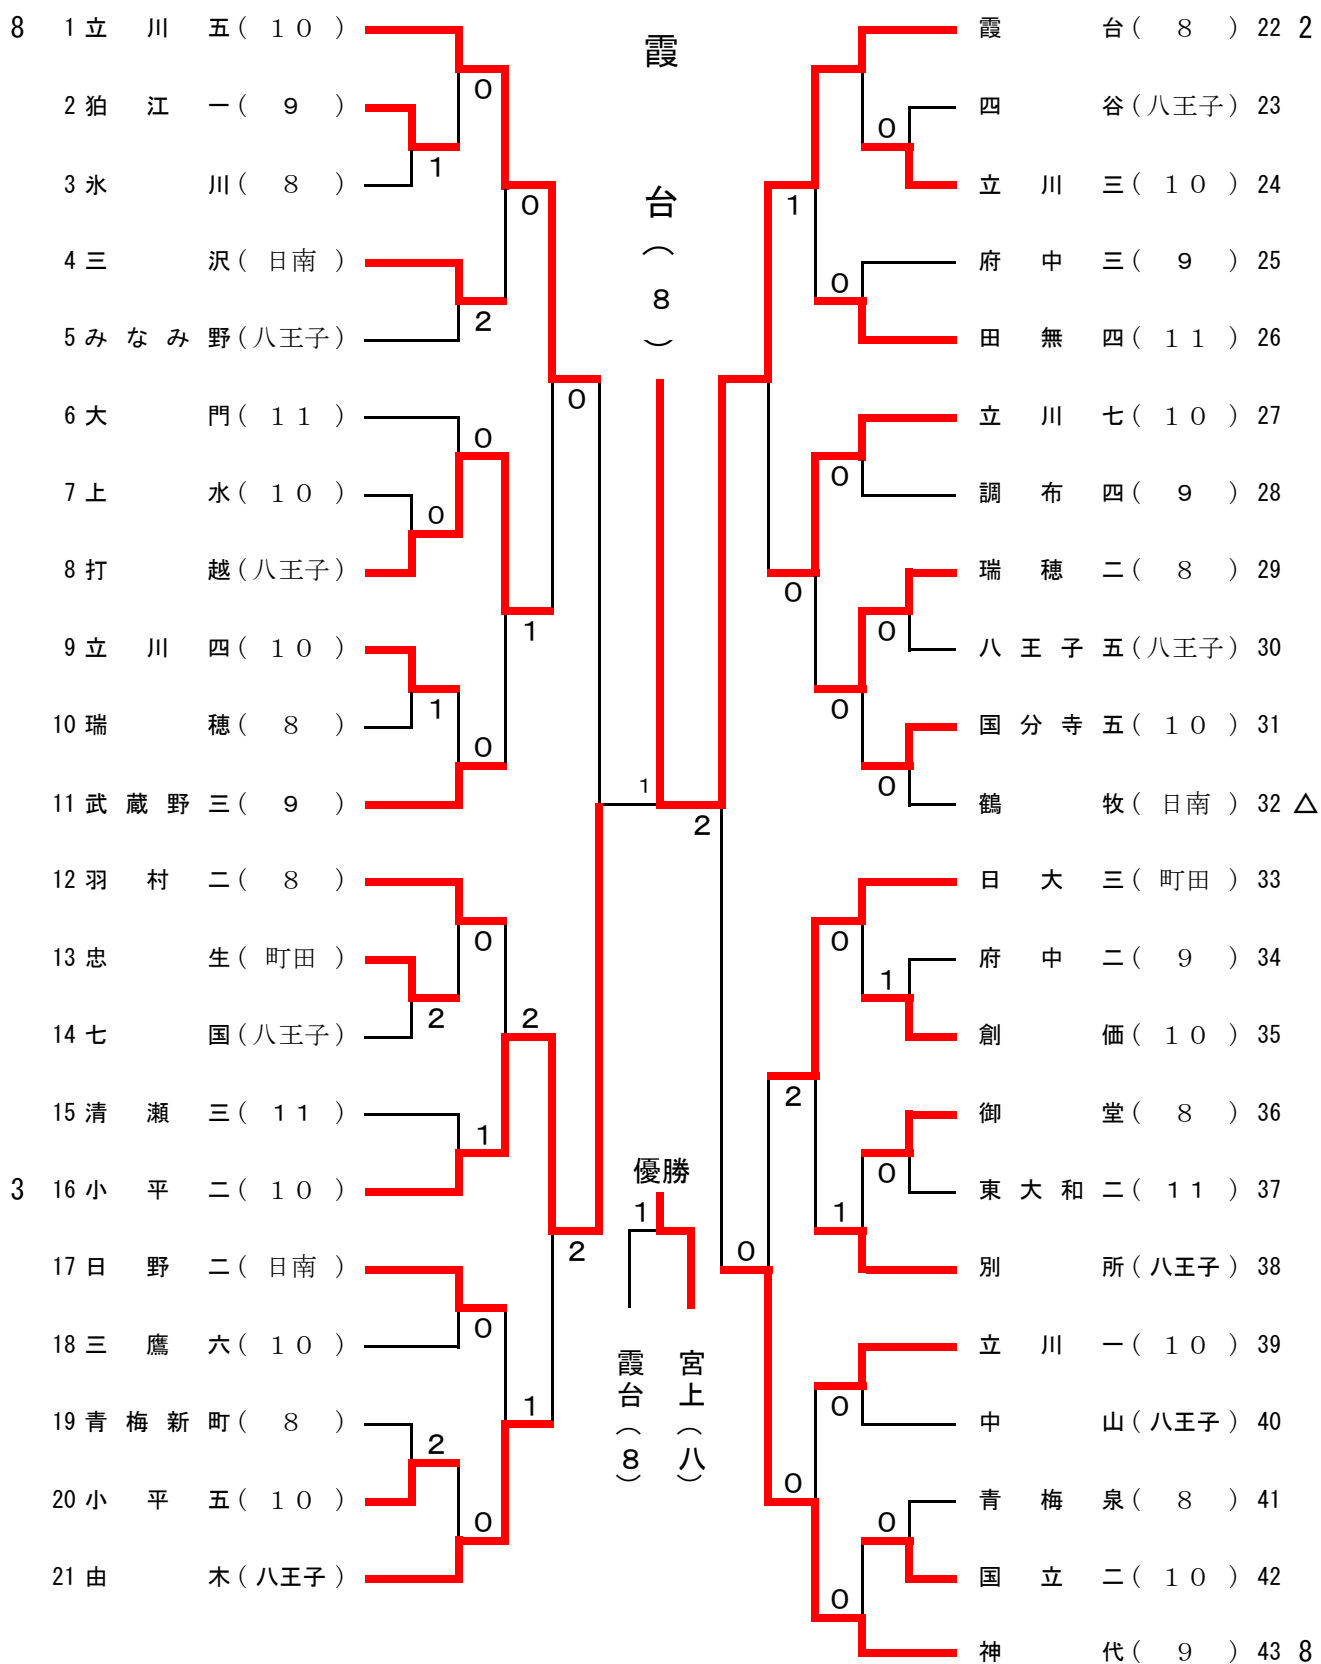 8 1 立川五 ( １０ )
2 狛江一 ( ９ )
3 氷川 ( ８ )
4 三沢 ( 日南 )
5 みなみ野 ( 八王子 )
6 大門 ( １１ )
7 上水 ( １０ )
8 打越 ( 八王子 )
9 立川四 ( １０ )
10 瑞穂 ( ８ )
11 武蔵野三 ( ９ )
12 羽村二 ( ８ )
13 忠生 ( 町田 )
14 七国 ( 八王子 )
15 清瀬三 ( １１ )
3 16 小平二 ( １０ )
17 日野二 ( 日南 )
18 三鷹六 ( １０ )
19 青梅新町 ( ８ )
20 小平五 ( １０ )
21 由木 ( 八王子 )
0
1
0
2
0
0
0
1
1
0
0
2
2
1
2
0
1
2
0
霞台（８）
1
2
優勝
1
霞台（８）
宮上（八）
0
1
0
0
0
0
0
0
0
0
1
2
0
1
0
0
0
0
0
霞台 ( ８ ) 22 2
四谷 ( 八王子 ) 23
立川三 ( １０ ) 24
府中三 ( ９ ) 25
田無四 ( １１ ) 26
立川七 ( １０ ) 27
調布四 ( ９ ) 28
瑞穂二 ( ８ ) 29
八王子五 ( 八王子 ) 30
国分寺五 ( １０ ) 31
鶴牧 ( 日南 ) 32 △
日大三 ( 町田 ) 33
府中二 ( ９ ) 34
創価 ( １０ ) 35
御堂 ( ８ ) 36
東大和二 ( １１ ) 37
別所 ( 八王子 ) 38
立川一 ( １０ ) 39
中山 ( 八王子 ) 40
青梅泉 ( ８ ) 41
国立二 ( １０ ) 42
神代 ( ９ ) 43 8